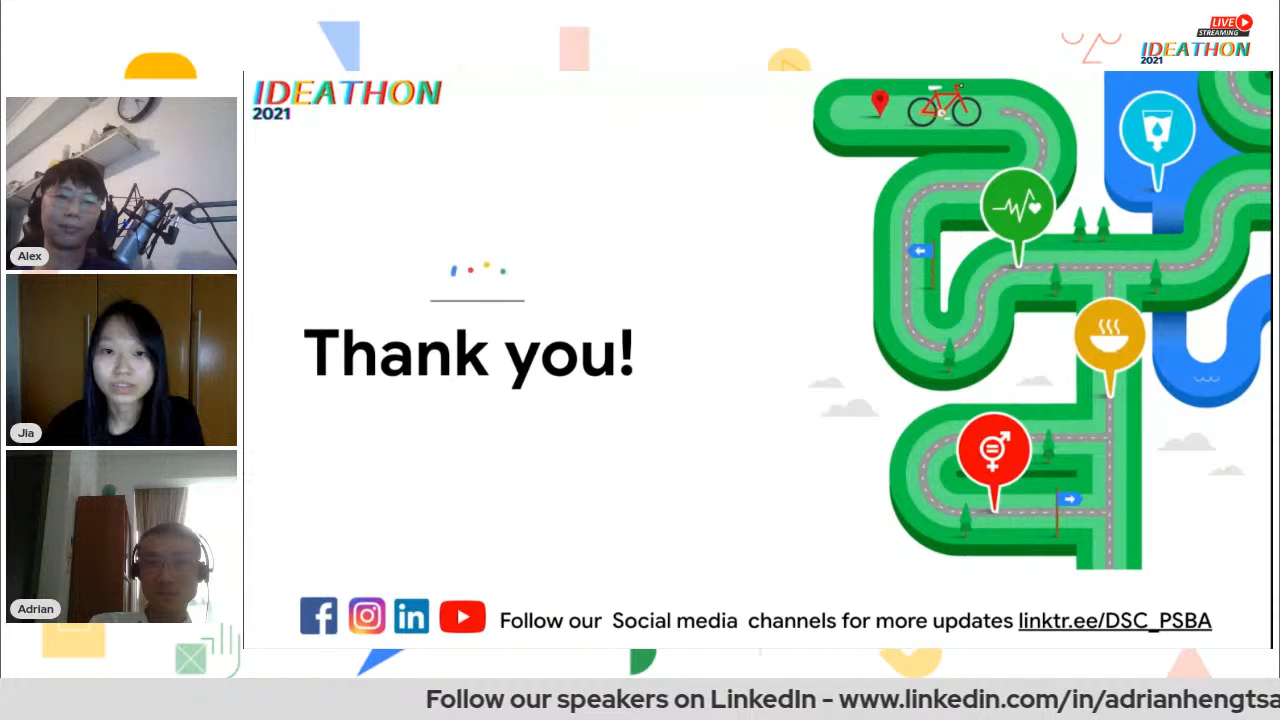 LIVE
STREAMING
IDEATHON
2021
IDEATHON
2021
Alex
Jia
Adrian
Thank you!
Follow our Social media channels for more updates linktr.ee/DSC_PSBA
Follow our speakers on LinkedIn - www.linkedin.com/in/adrianhengtsa